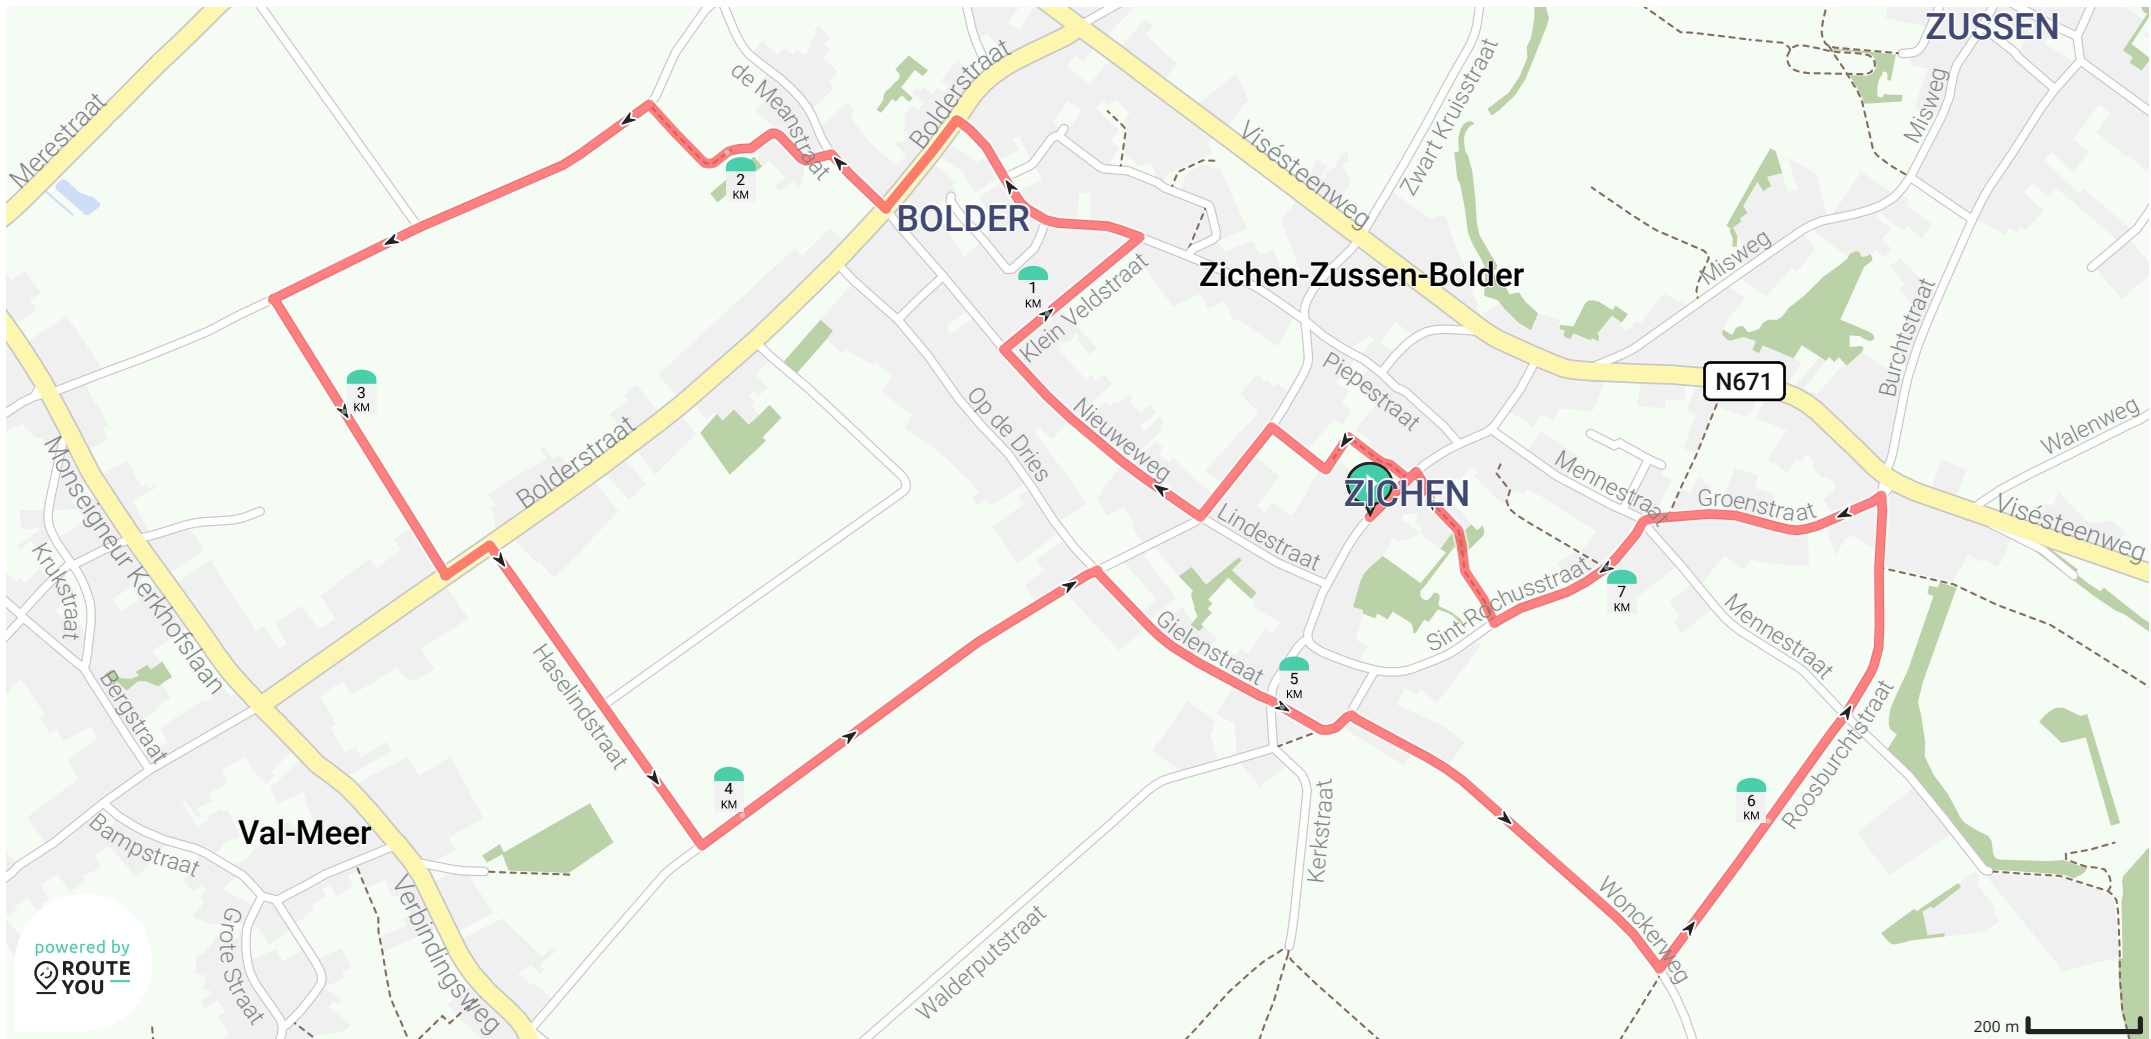 ZUSSEN
Merestraat
de Meanstraat
Bolderstraat
Visésteenweg
Zwart Kruisstraat
Misweg
2
KM
BOLDER
Zichen-Zussen-Bolder
Misweg
1
KM
Klein Veldstraat
Burchtstraat
N671
3
KM
Piepestraat
Op de Dries
Nieuweweg
Walenweg
Monseigneur Kerkhofslaan
Bolderstraat
ZICHEN
Mennestraat
Groenstraat
Visésteenweg
Lindestraat
Krukstraat
7
KM
Sint-Rochusstraat
Gielenstraat
Mennestraat
Haselindstraat
Bergstraat
5
KM
Roosburchtstraat
4
KM
6
KM
Val-Meer
Bampstraat
Kerkstraat
Wonckerweg
Verbindingsweg
Grote Straat
Walderputstraat
powered by
ROUTE
YOU
200 m